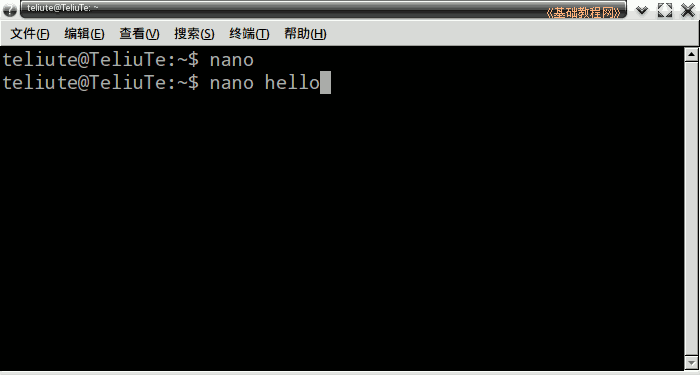 teliute@TeliuTe: ~
《基础教程网》
文件(F) 编辑(E) 查看(V) 搜索(S) 终端(T) 帮助(H)
teliute@TeliuTe:~$ nano
teliute@TeliuTe:~$ nano hello